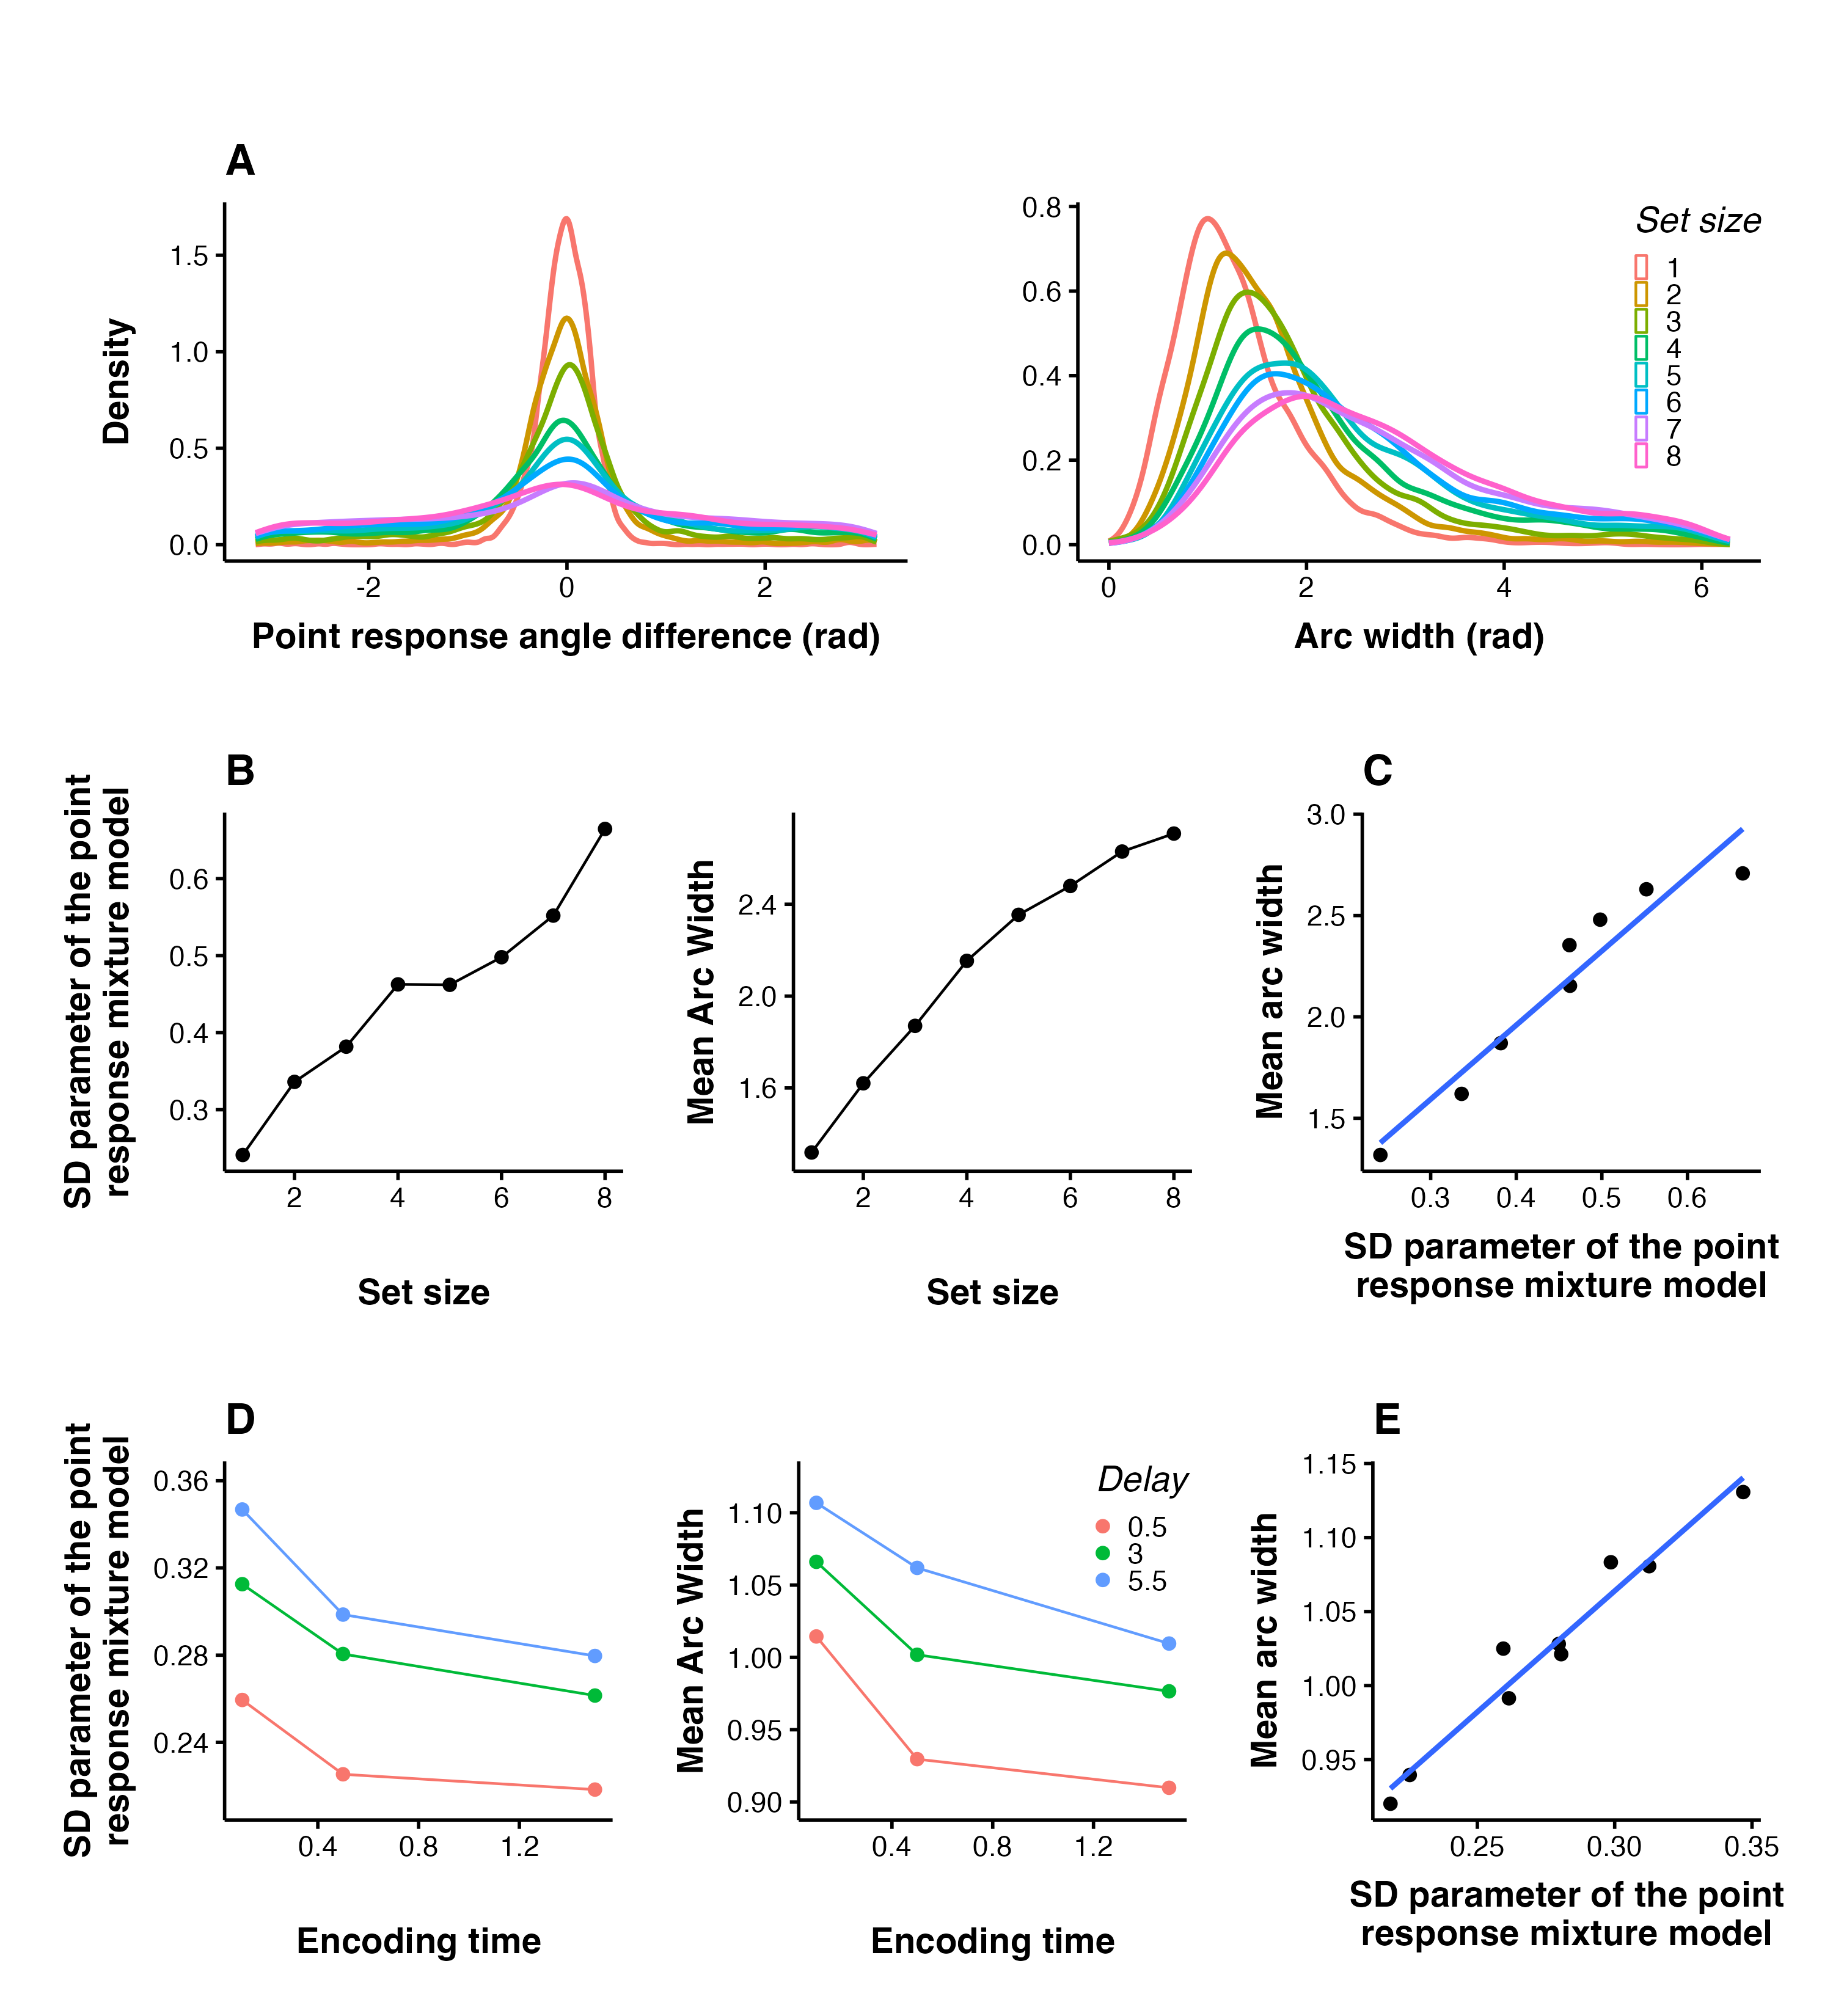 A
Density
1.5
1.0
0.5
0.0
-2 0 2
Point response angle difference (rad)
0.8
0.6
0.4
0.2
0.0
0 2 4 6
Arc width (rad)
Set size
1
2
3
4
5
6
7
8
B
SD parameter of the point
response mixture model
0.6
0.5
0.4
0.3
2 4 6 8
Set size
Mean Arc Width
2.4
2.0
1.6
2 4 6 8
Set size
C
Mean arc width
3.0
2.5
2.0
1.5
0.3 0.4 0.5 0.6
SD parameter of the point
response mixture model
D
SD parameter of the point
response mixture model
0.36
0.32
0.28
0.24
0.4 0.8 1.2
Encoding time
Mean Arc Width
1.10
1.05
1.00
0.95
0.90
0.4 0.8 1.2
Encoding time
Delay
0.5
3
5.5
E
Mean arc width
1.15
1.10
1.05
1.00
0.95
0.25 0.30 0.35
SD parameter of the point
response mixture model